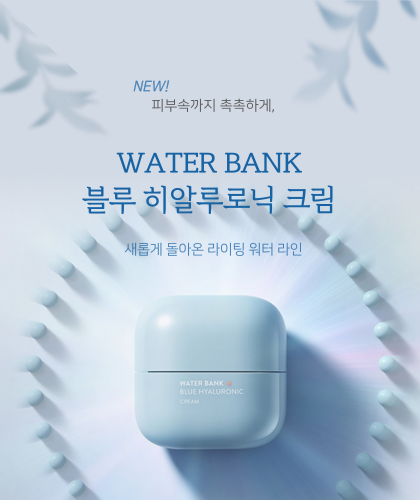 NEW!
피부속까지 촉촉하게,
WATER BANK
블루 히알루로닉 크림
새롭게 돌아온 라이팅 워터 라인
WATER BANK
BLUE HYALURONIC
CREAM